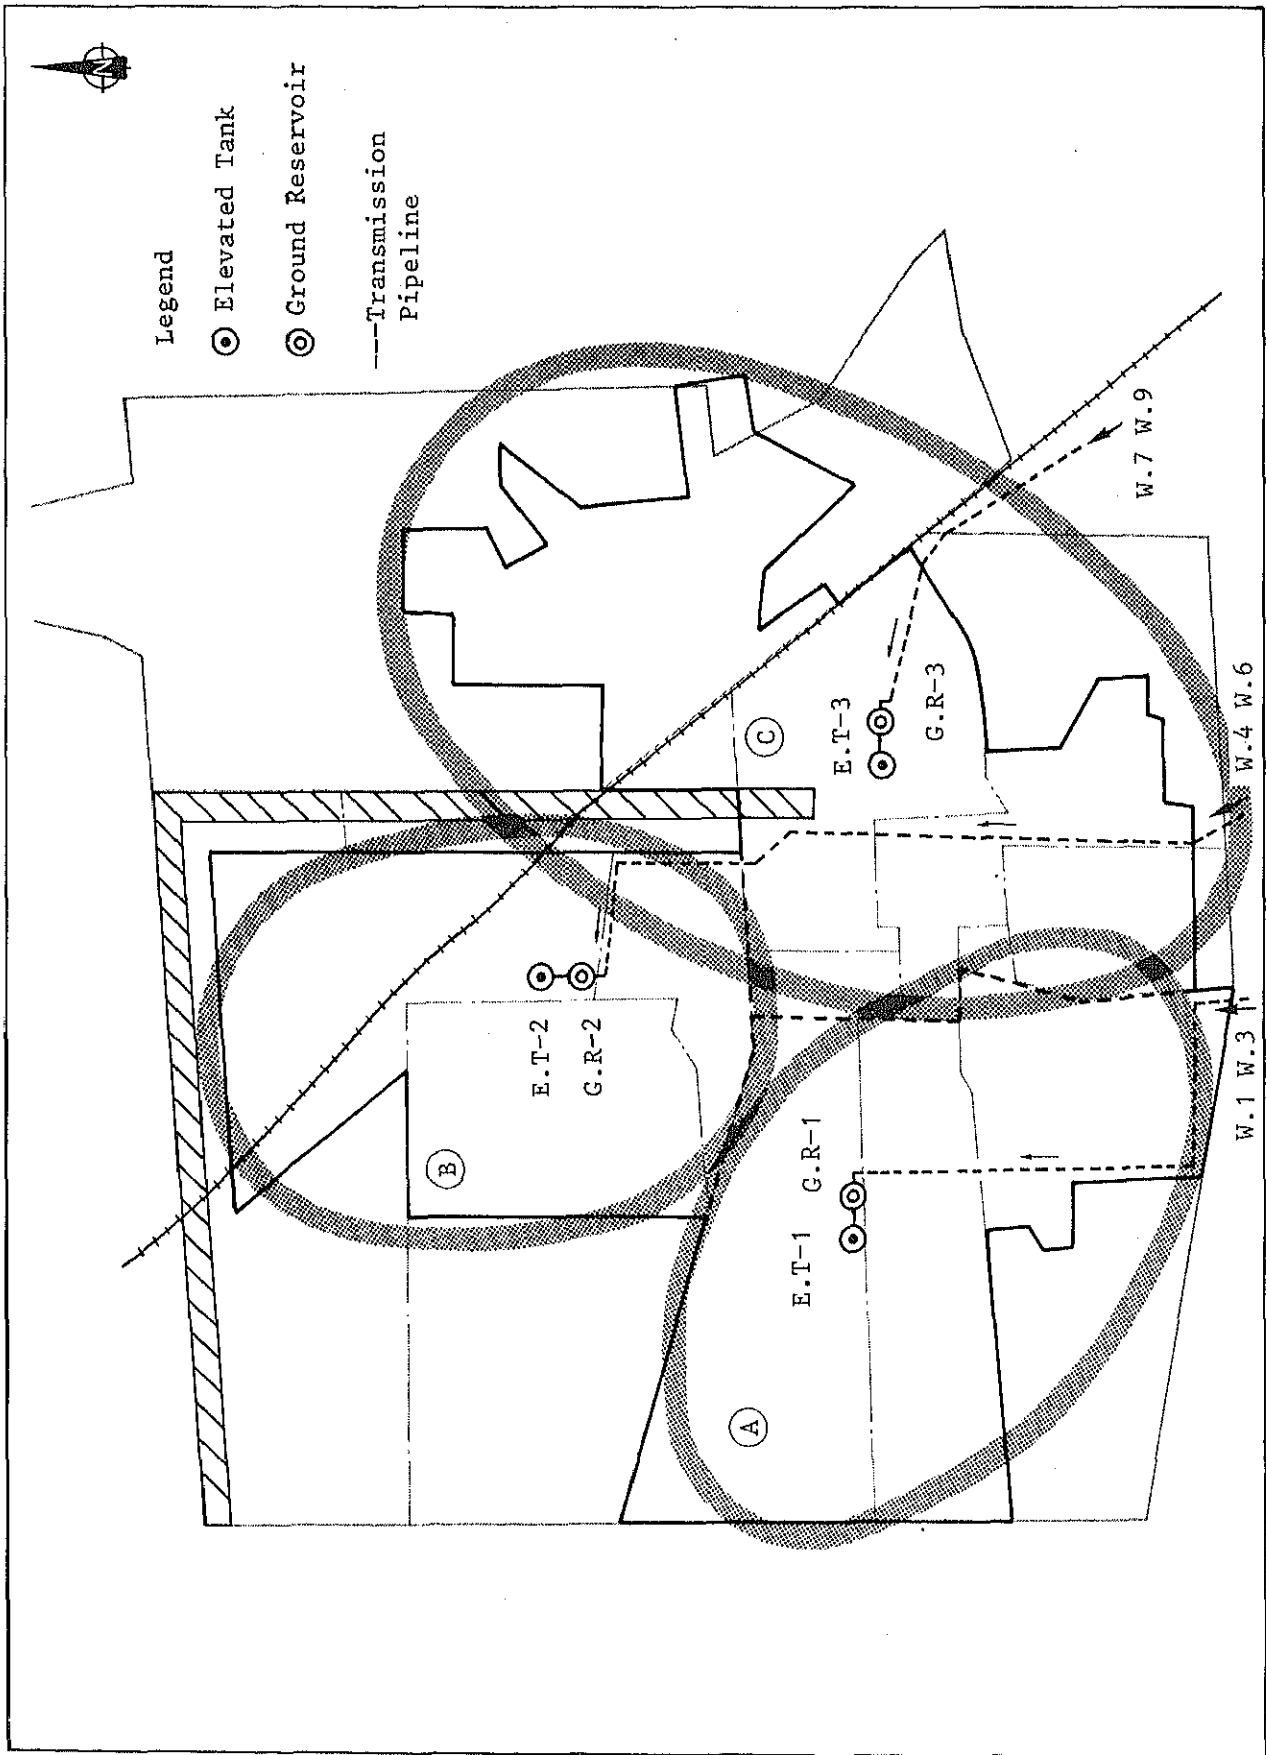 N
Legend
Elevated Tank
Ground Reservoir
---Transmission
Pipeline
E.T-2
G.R-2
B
C
E.T-3
G.R-3
A
E.T-1
G.R-1
W.1 W.3
W.4 W.6
W.7 W.9